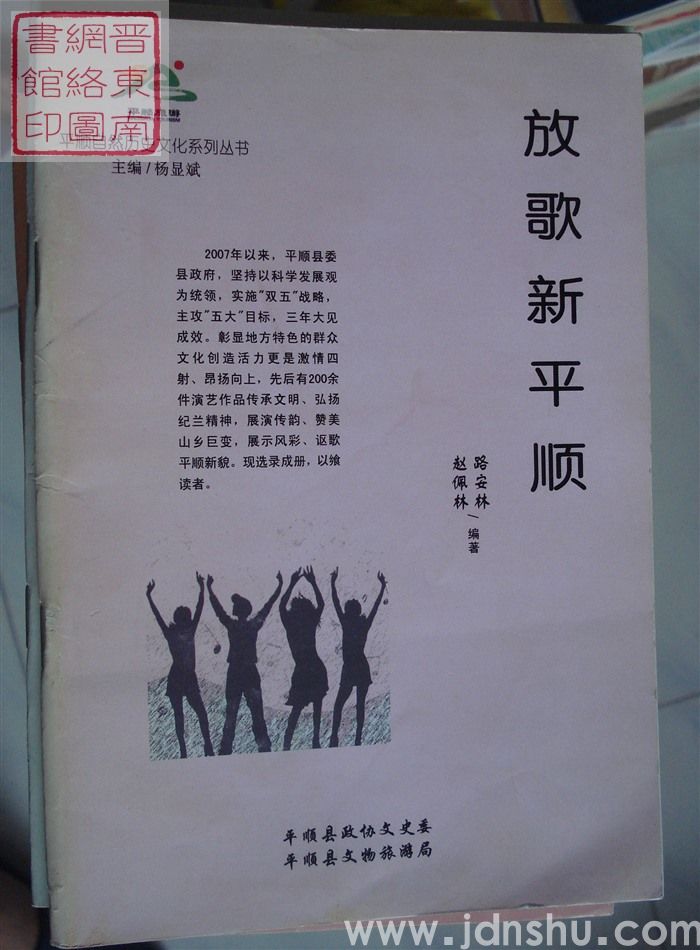 晋东南
網絡圖
書館印
平顺旅游
平顺自然历史文化系列丛书
主编/杨显斌
放歌新平顺
2007年以来，平顺县委
县政府，坚持以科学发展观
为统领，实施"双五"战略，
主攻"五大"目标，三年大见
成效。彰显地方特色的群众
文化创造活力更是激情四
射、昂扬向上，先后有200余
件演艺作品传承文明、弘扬
纪兰精神，展演传韵、赞美
山乡巨变，展示风彩、讴歌
平顺新貌。现选录成册，以飨
读者。
路安林
赵佩林
/编著
平顺县政协文史委
平顺县文物旅游局
www.jdnshu.com